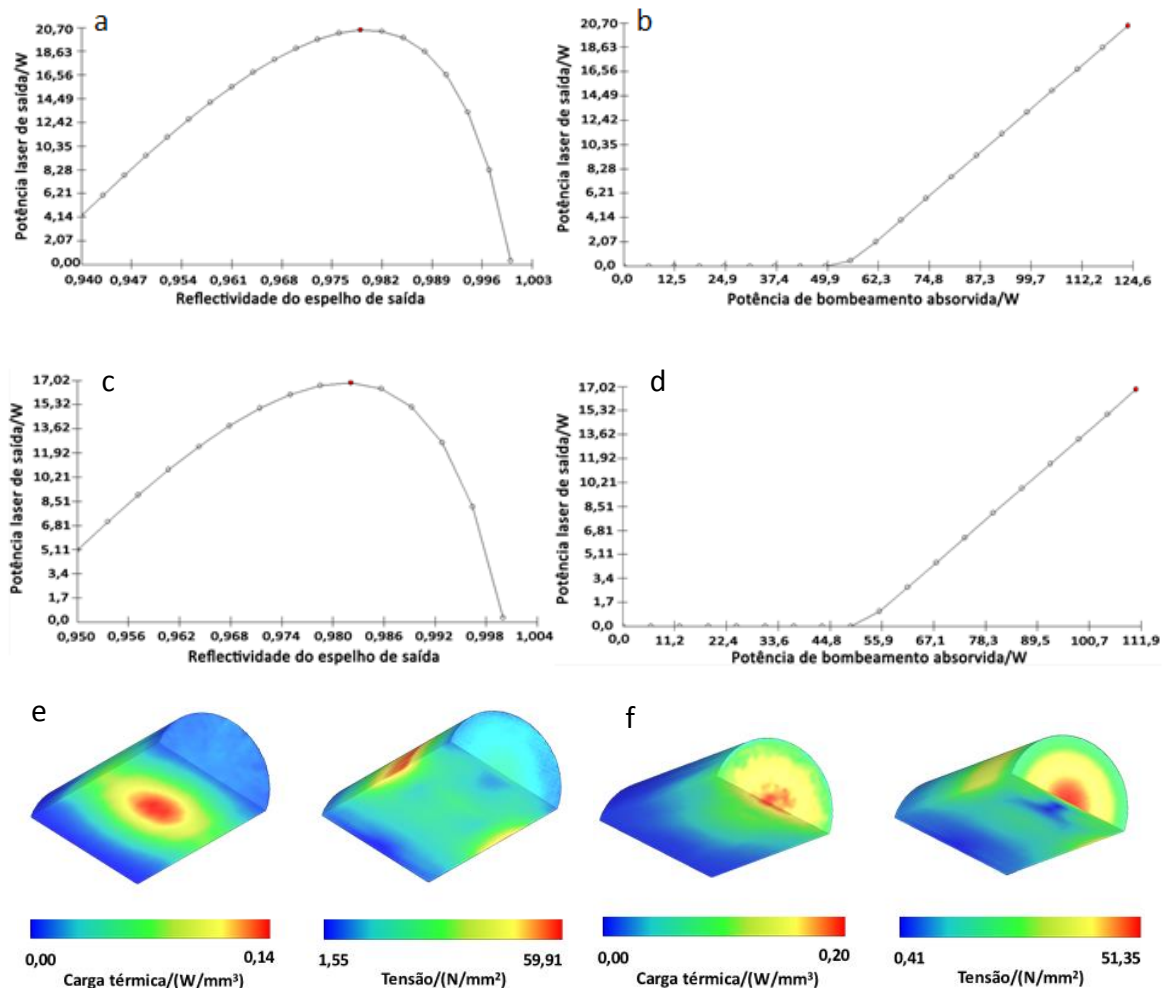 a
Potência laser de saída/W
20,70
18,63
16,56
14,49
12,42
10,35
8,28
6,21
4,14
2,07
0,00
0,940 0,947 0,954 0,961 0,968 0,975 0,982 0,989 0,996 1,003
Reflectividade do espelho de saída
b
Potência laser de saída/W
20,70
18,63
16,56
14,49
12,42
10,35
8,28
6,21
4,14
2,07
0,0
0,0 12,5 24,9 37,4 49,9 62,3 74,8 87,3 99,7 112,2 124,6
Potência de bombeamento absorvida/W
c
Potência laser de saída/W
17,02
15,32
13,62
11,92
10,21
8,51
6,81
5,11
3,4
1,7
0,0
0,950 0,956 0,962 0,968 0,974 0,980 0,986 0,992 0,998 1,004
Reflectividade do espelho de saída
d
Potência laser de saída/W
17,02
15,32
13,62
11,92
10,21
8,51
6,81
5,11
3,4
1,7
0,0
0,0 11,2 22,4 33,6 44,8 55,9 67,1 78,3 89,5 100,7 111,9
Potência de bombeamento absorvida/W
e
0,00 0,14
Carga térmica/(W/mm³)
1,55 59,91
Tensão/(N/mm²)
f
0,00 0,20
Carga térmica/(W/mm³)
0,41 51,35
Tensão/(N/mm²)